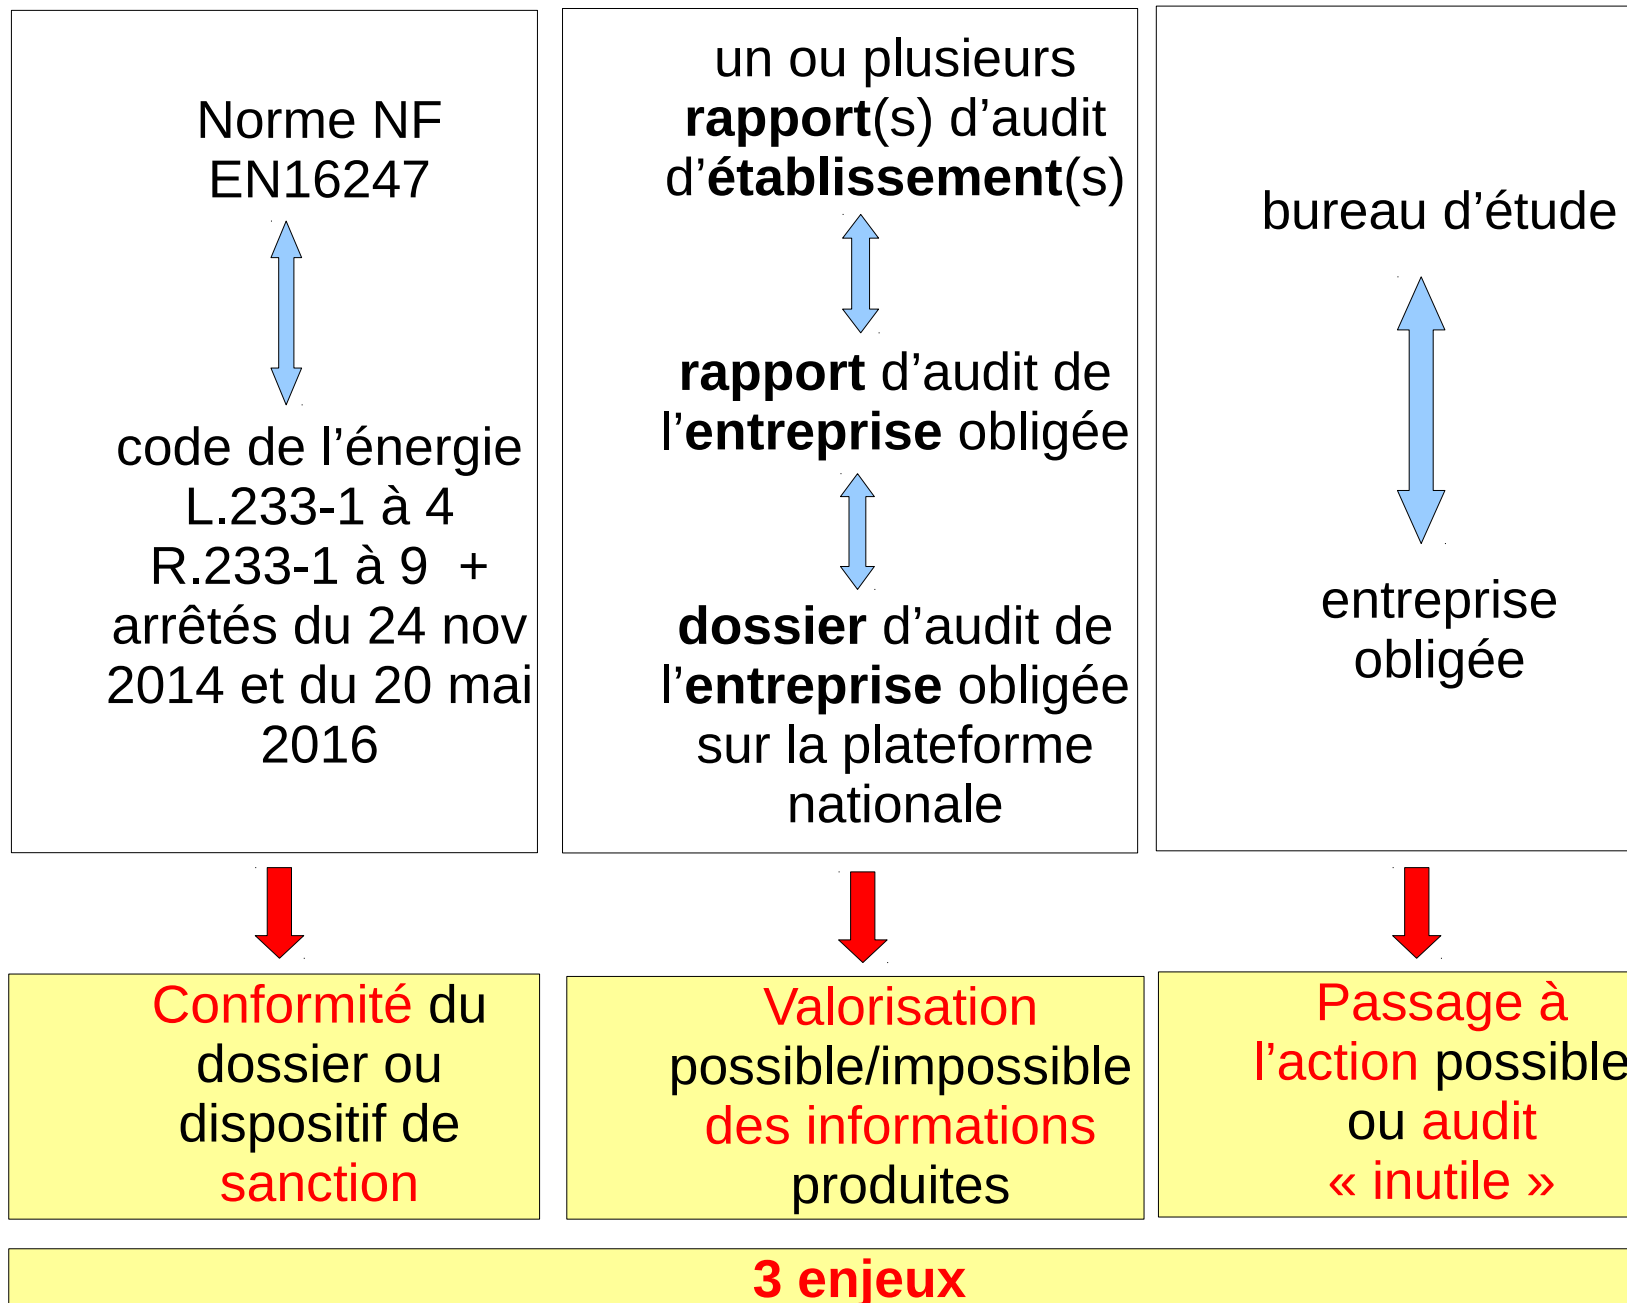 Norme NF
EN16247
code de l’énergie
L.233-1 à 4
R.233-1 à 9  +
arrêtés du 24 nov
2014 et du 20 mai
2016
un ou plusieurs
rapport(s) d’audit
d’établissement(s)
rapport d’audit de
l’entreprise obligée
dossier d’audit de
l’entreprise obligée
sur la plateforme
nationale
bureau d’étude
entreprise
obligée
Conformité du
dossier ou
dispositif de
sanction
Valorisation
possible/impossible
des informations
produites
Passage à
l’action possible
ou audit
« inutile »
3 enjeux